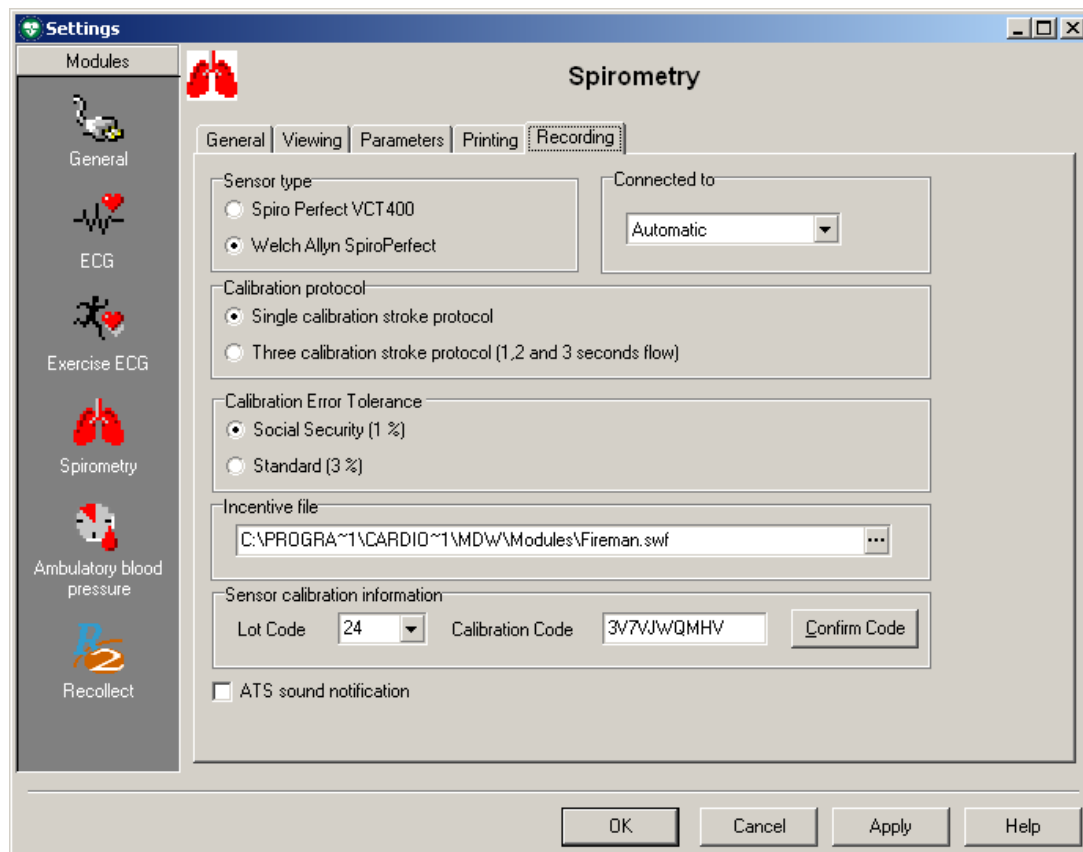 Settings
Modules
General
ECG
Exercise ECG
Spirometry
Ambulatory blood
pressure
R2
Recollect
Spirometry
General Viewing Parameters Printing Recording
Sensor type
Spiro Perfect VCT400
Welch Allyn SpiroPerfect
Connected to
Automatic
Calibration protocol
Single calibration stroke protocol
Three calibration stroke protocol (1,2 and 3 seconds flow)
Calibration Error Tolerance
Social Security (1 %)
Standard (3 %)
Incentive file
C:\PROGRA~1\CARDIO~1\MDW\Modules\Fireman.swf ...
Sensor calibration information
Lot Code 24 Calibration Code 3V7VJWQMHV Confirm Code
ATS sound notification
OK Cancel Apply Help